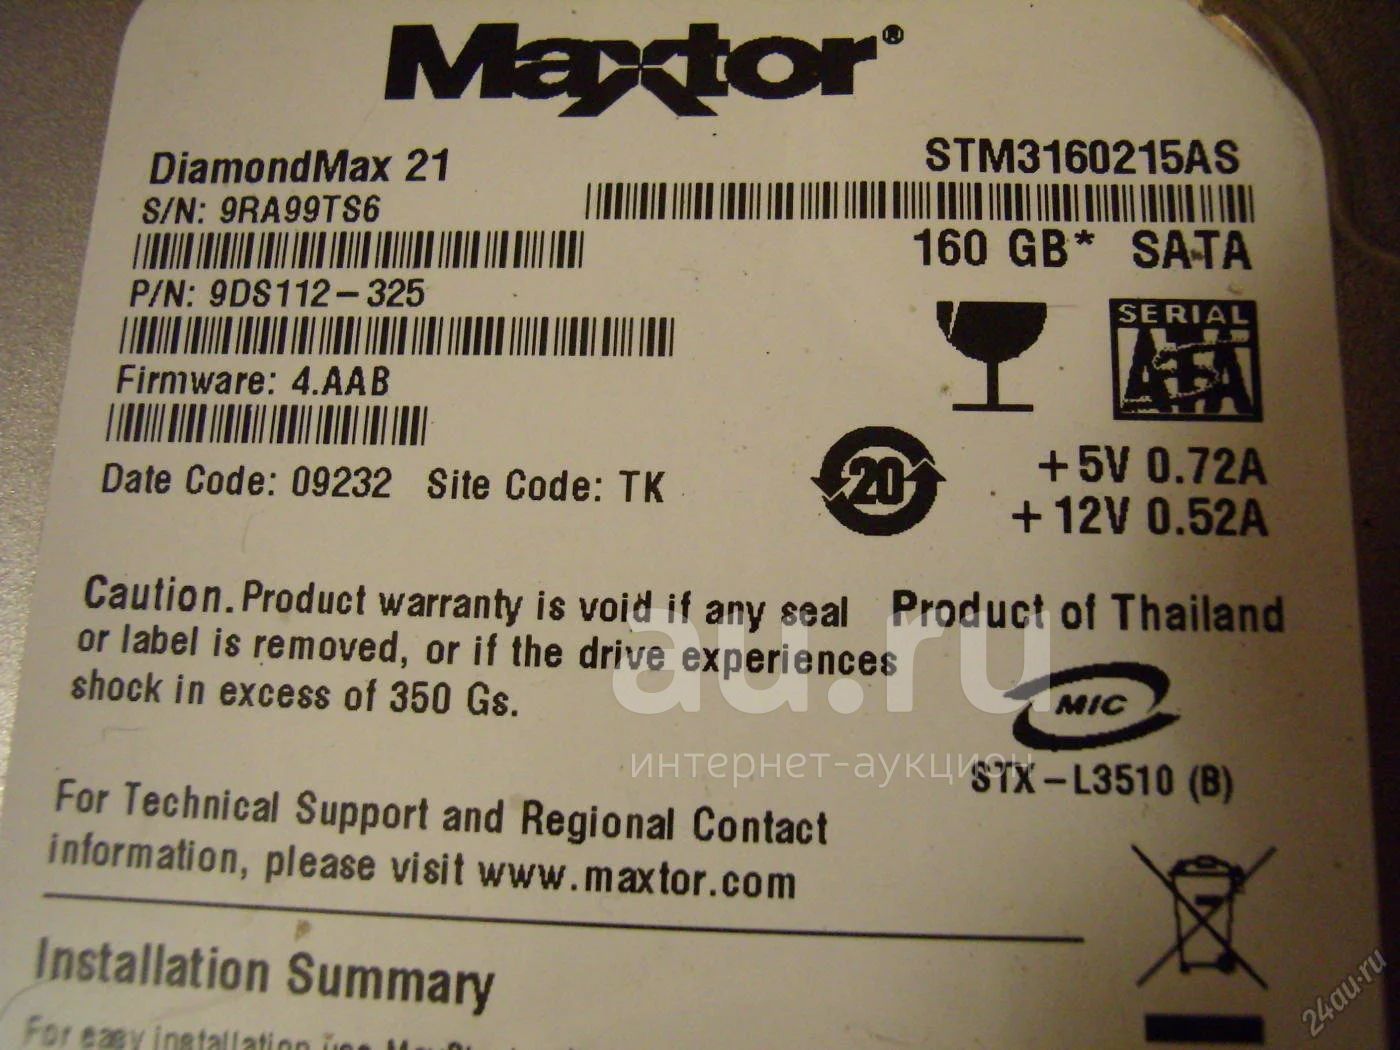 Maxtor®
DiamondMax 21
STM3160215AS
S/N: 9RA99TS6
160 GB* SATA
P/N: 9DS112-325
SERIAL
ATA
Firmware: 4.AAB
Date Code: 09232 Site Code: TK
20
+5V 0.72A
+12V 0.52A
Caution. Product warranty is void if any seal
or label is removed, or if the drive experiences
shock in excess of 350 Gs.
Product of Thailand
au.ru
интернет-аукцион
MIC
STX-L3510 (B)
For Technical Support and Regional Contact
information, please visit www.maxtor.com
Installation Summary
For easy installation use
24au.ru